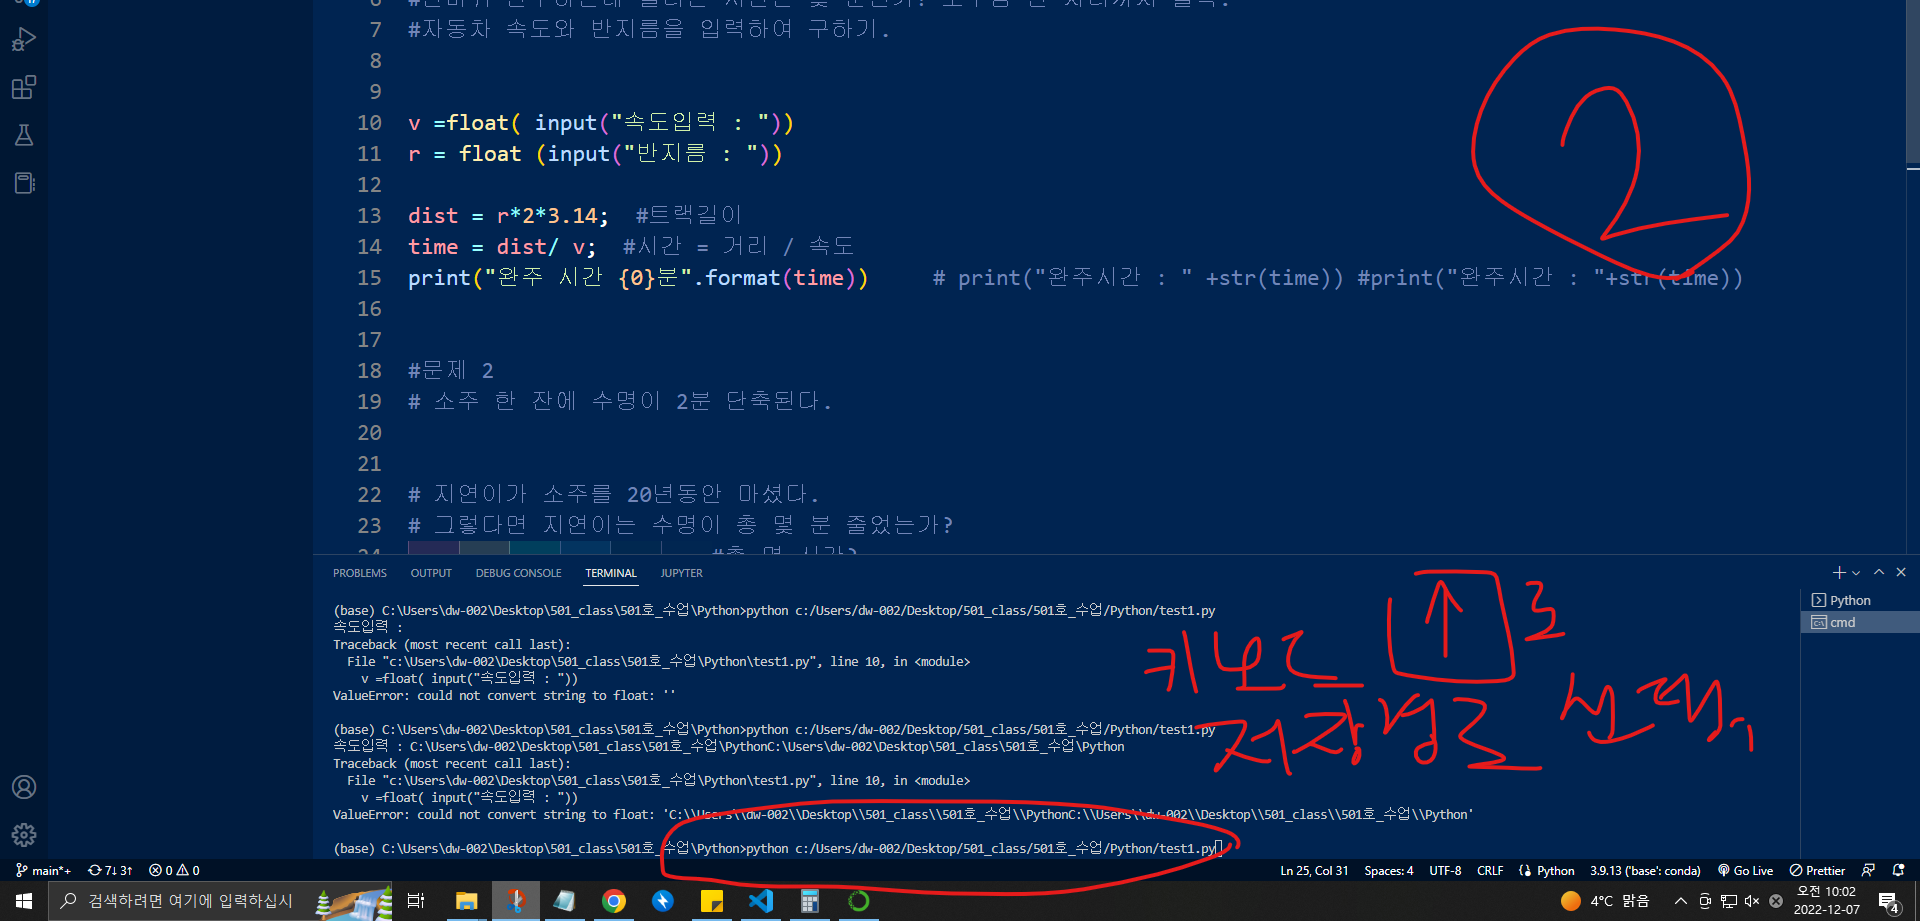 7 #자동차 속도와 반지름을 입력하여 구하기.
8
9
10 v =float( input("속도입력 : "))
11 r = float (input("반지름 : "))
12
13 dist = r*2*3.14;  #트랙길이
14 time = dist/ v;  #시간 = 거리 / 속도
15 print("완주 시간 {0}분".format(time))     # print("완주시간 : " +str(time)) #print("완주시간 : "+str(time))
16
17
18 #문제 2
19 # 소주 한 잔에 수명이 2분 단축된다.
20
21
22 # 지연이가 소주를 20년동안 마셨다.
23 # 그렇다면 지연이는 수명이 총 몇 분 줄었는가?
2
PROBLEMS OUTPUT DEBUG CONSOLE TERMINAL JUPYTER
(base) C:\Users\dw-002\Desktop\501_class\501호_수업\Python>python c:/Users/dw-002/Desktop/501_class/501호_수업/Python/test1.py
속도입력 :
Traceback (most recent call last):
  File "c:\Users\dw-002\Desktop\501_class\501호_수업\Python\test1.py", line 10, in <module>
    v =float( input("속도입력 : "))
ValueError: could not convert string to float: ''
(base) C:\Users\dw-002\Desktop\501_class\501호_수업\Python>python c:/Users/dw-002/Desktop/501_class/501호_수업/Python/test1.py
속도입력 : C:\Users\dw-002\Desktop\501_class\501호_수업\PythonC:\Users\dw-002\Desktop\501_class\501호_수업\Python
Traceback (most recent call last):
  File "c:\Users\dw-002\Desktop\501_class\501호_수업\Python\test1.py", line 10, in <module>
    v =float( input("속도입력 : "))
ValueError: could not convert string to float: 'C:\\Users\\dw-002\\Desktop\\501_class\\501호_수업\\PythonC:\\Users\\dw-002\\Desktop\\501_class\\501호_수업\\Python'
(base) C:\Users\dw-002\Desktop\501_class\501호_수업\Python>python c:/Users/dw-002/Desktop/501_class/501호_수업/Python/test1.py
키보드 ↑로
저장경로 선택,
Python
cmd
main*+ 7↓ 3↑ 0 0 Ln 25, Col 31 Spaces: 4 UTF-8 CRLF Python 3.9.13 ('base': conda) Go Live Prettier
검색하려면 여기에 입력하십시 4°C 맑음 오전 10:02
2022-12-07 4